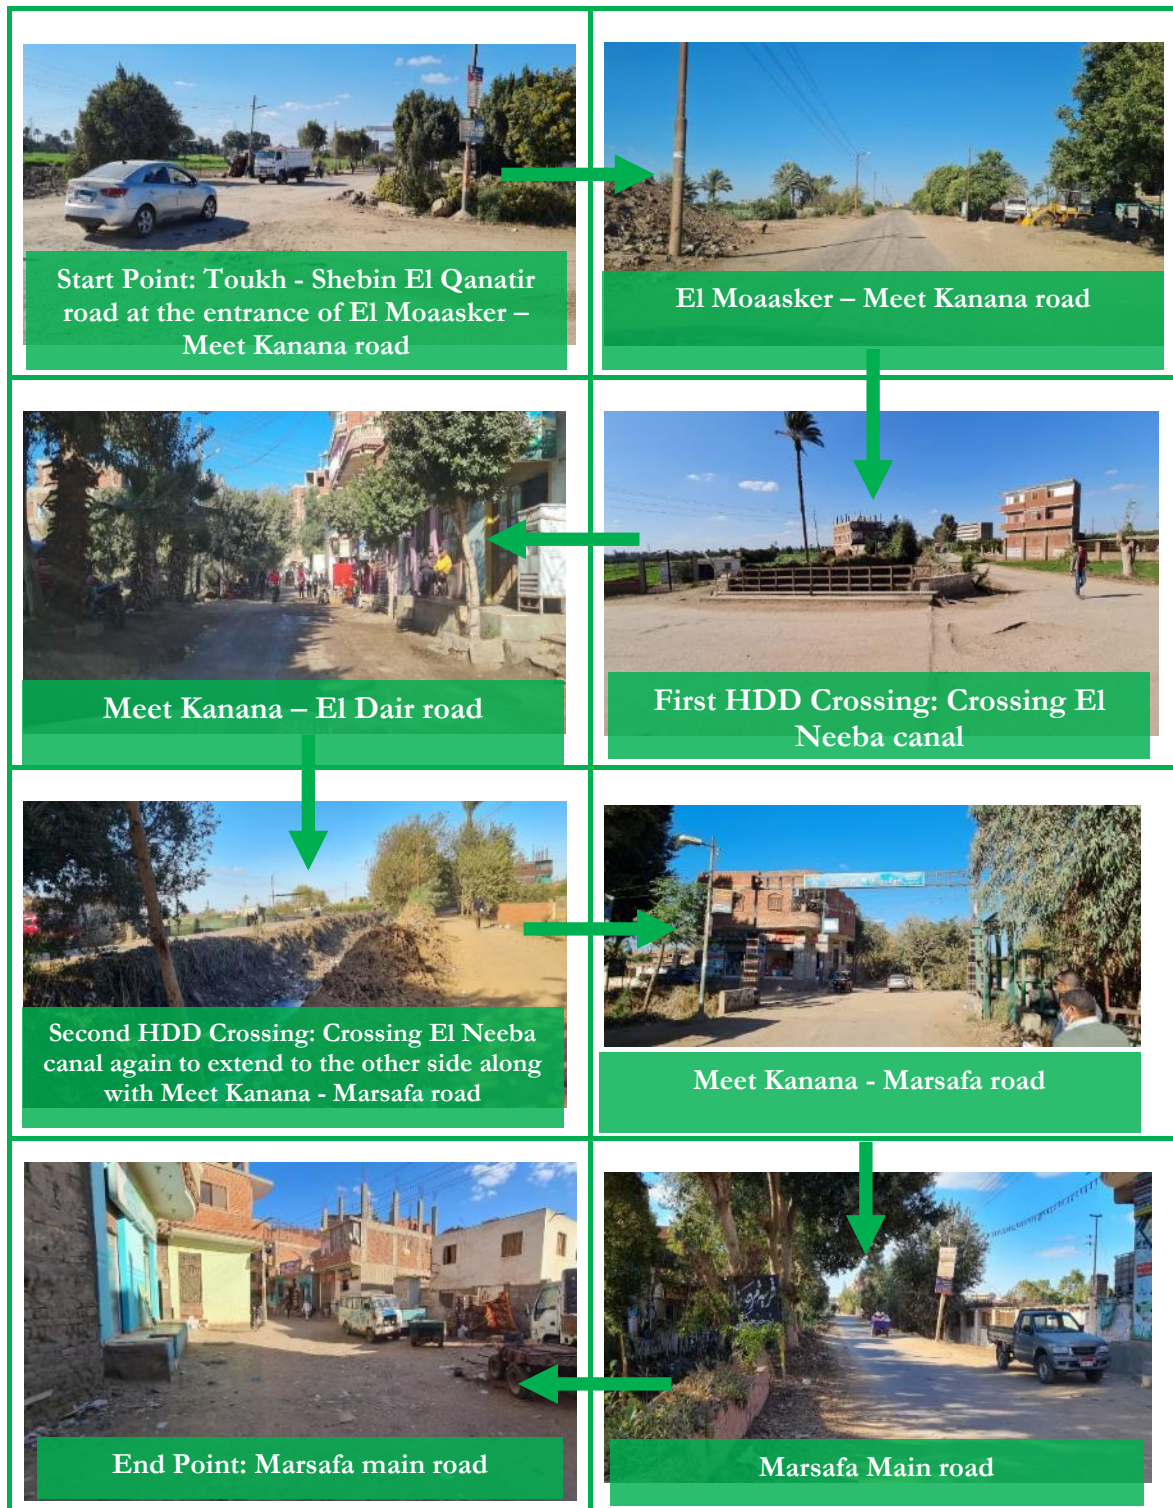 Start Point: Toukh - Shebin El Qanatir
road at the entrance of El Moaasker –
Meet Kanana road
El Moaasker – Meet Kanana road
Meet Kanana – El Dair road
First HDD Crossing: Crossing El
Neeba canal
Second HDD Crossing: Crossing El Neeba
canal again to extend to the other side along
with Meet Kanana - Marsafa road
Meet Kanana - Marsafa road
End Point: Marsafa main road
Marsafa Main road